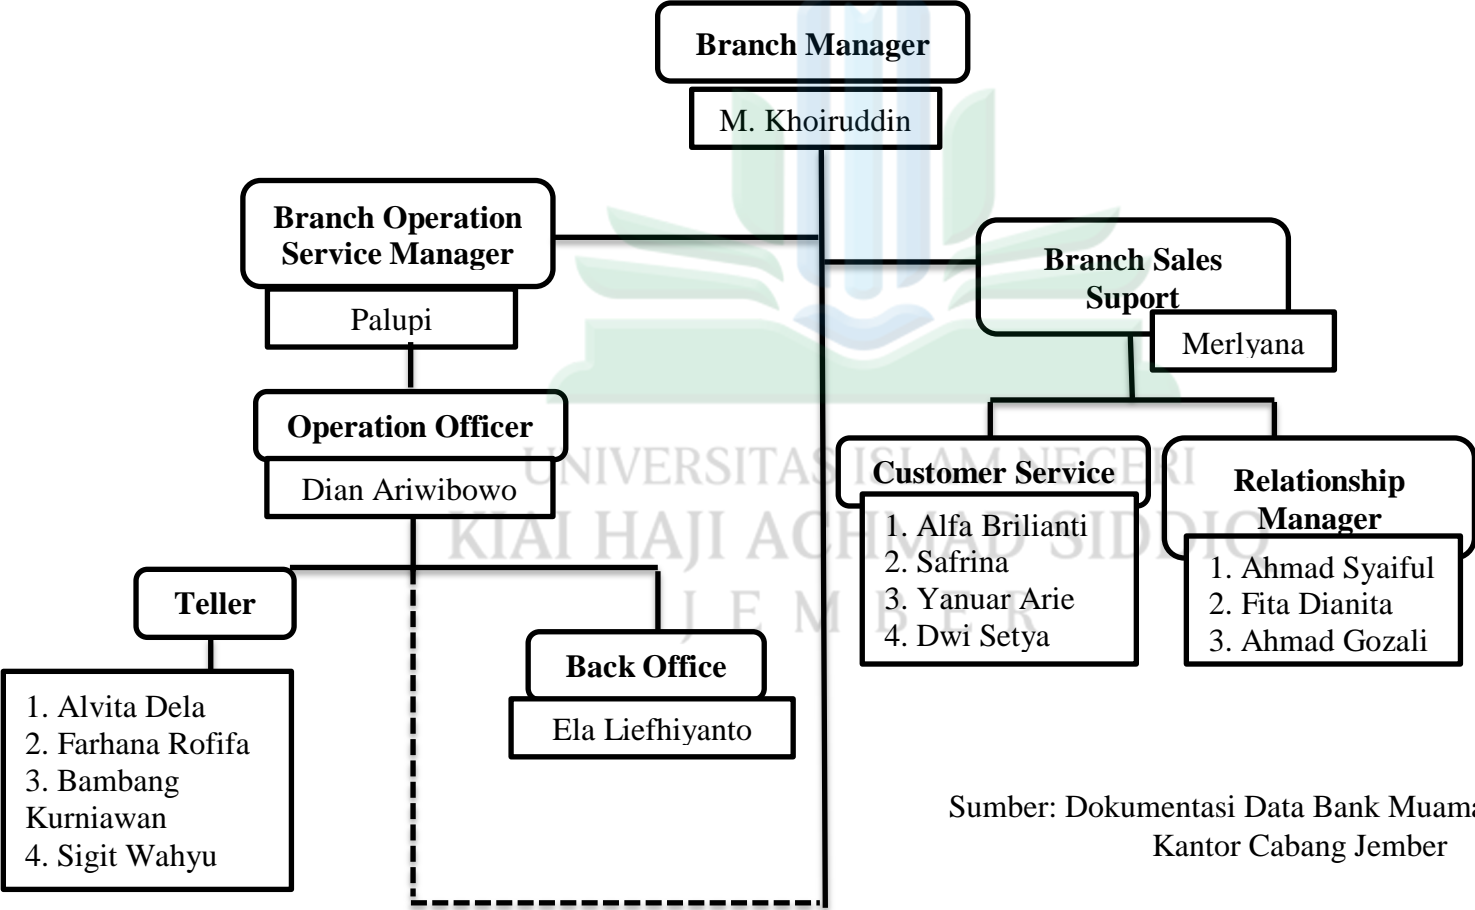 Branch Manager
M. Khoiruddin
Branch Operation
Service Manager
Palupi
Branch Sales
Suport
Merlyana
Operation Officer
Dian Ariwibowo
Customer Service
1. Alfa Brilianti
2. Safrina
3. Yanuar Arie
4. Dwi Setya
Relationship
Manager
1. Ahmad Syaiful
2. Fita Dianita
3. Ahmad Gozali
Teller
1. Alvita Dela
2. Farhana Rofifa
3. Bambang
Kurniawan
4. Sigit Wahyu
Back Office
Ela Liefhiyanto
UNIVERSITAS ISLAM NEGERI
KIAI HAJI ACHMAD SIDDIQ
JEMBER
Sumber: Dokumentasi Data Bank Muama
Kantor Cabang Jember